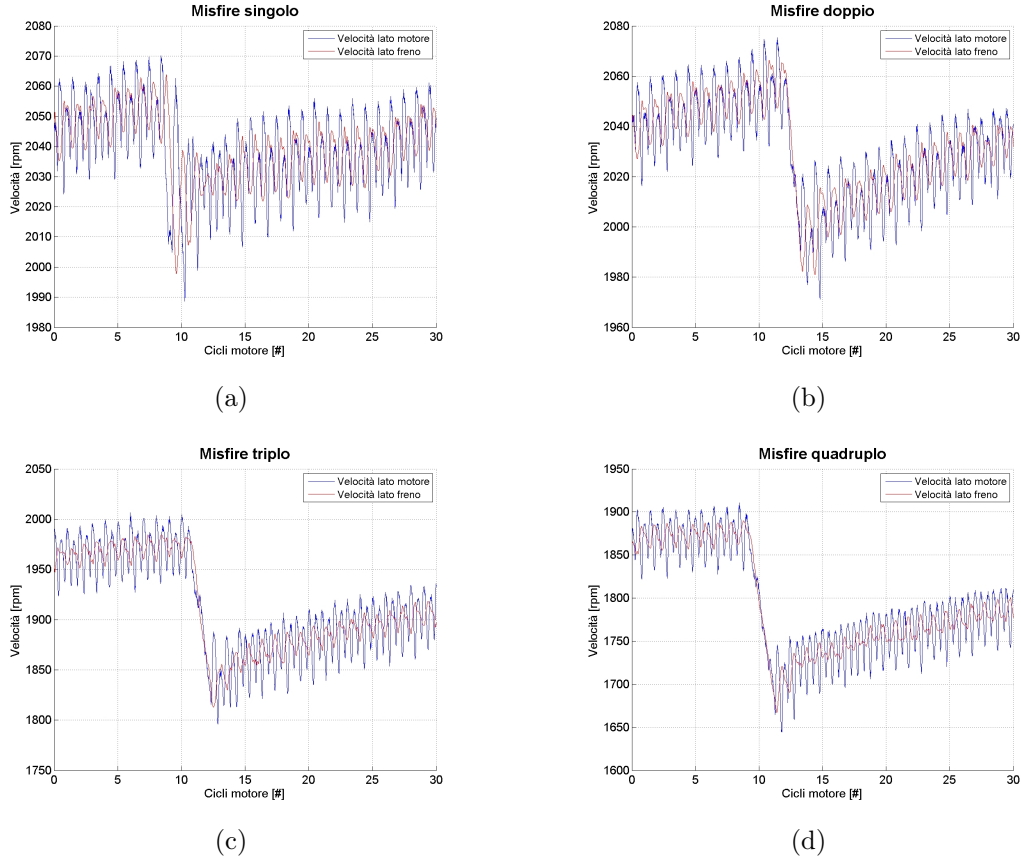 Misfire singolo
Velocità [rpm]
2080
2070
2060
2050
2040
2030
2020
2010
2000
1990
1980
Velocità lato motore
Velocità lato freno
0 5 10 15 20 25 30
Cicli motore [#]
(a)
Misfire doppio
Velocità [rpm]
2080
2060
2040
2020
2000
1980
1960
Velocità lato motore
Velocità lato freno
0 5 10 15 20 25 30
Cicli motore [#]
(b)
Misfire triplo
Velocità [rpm]
2050
2000
1950
1900
1850
1800
1750
Velocità lato motore
Velocità lato freno
0 5 10 15 20 25 30
Cicli motore [#]
(c)
Misfire quadruplo
Velocità [rpm]
1950
1900
1850
1800
1750
1700
1650
1600
Velocità lato motore
Velocità lato freno
0 5 10 15 20 25 30
Cicli motore [#]
(d)